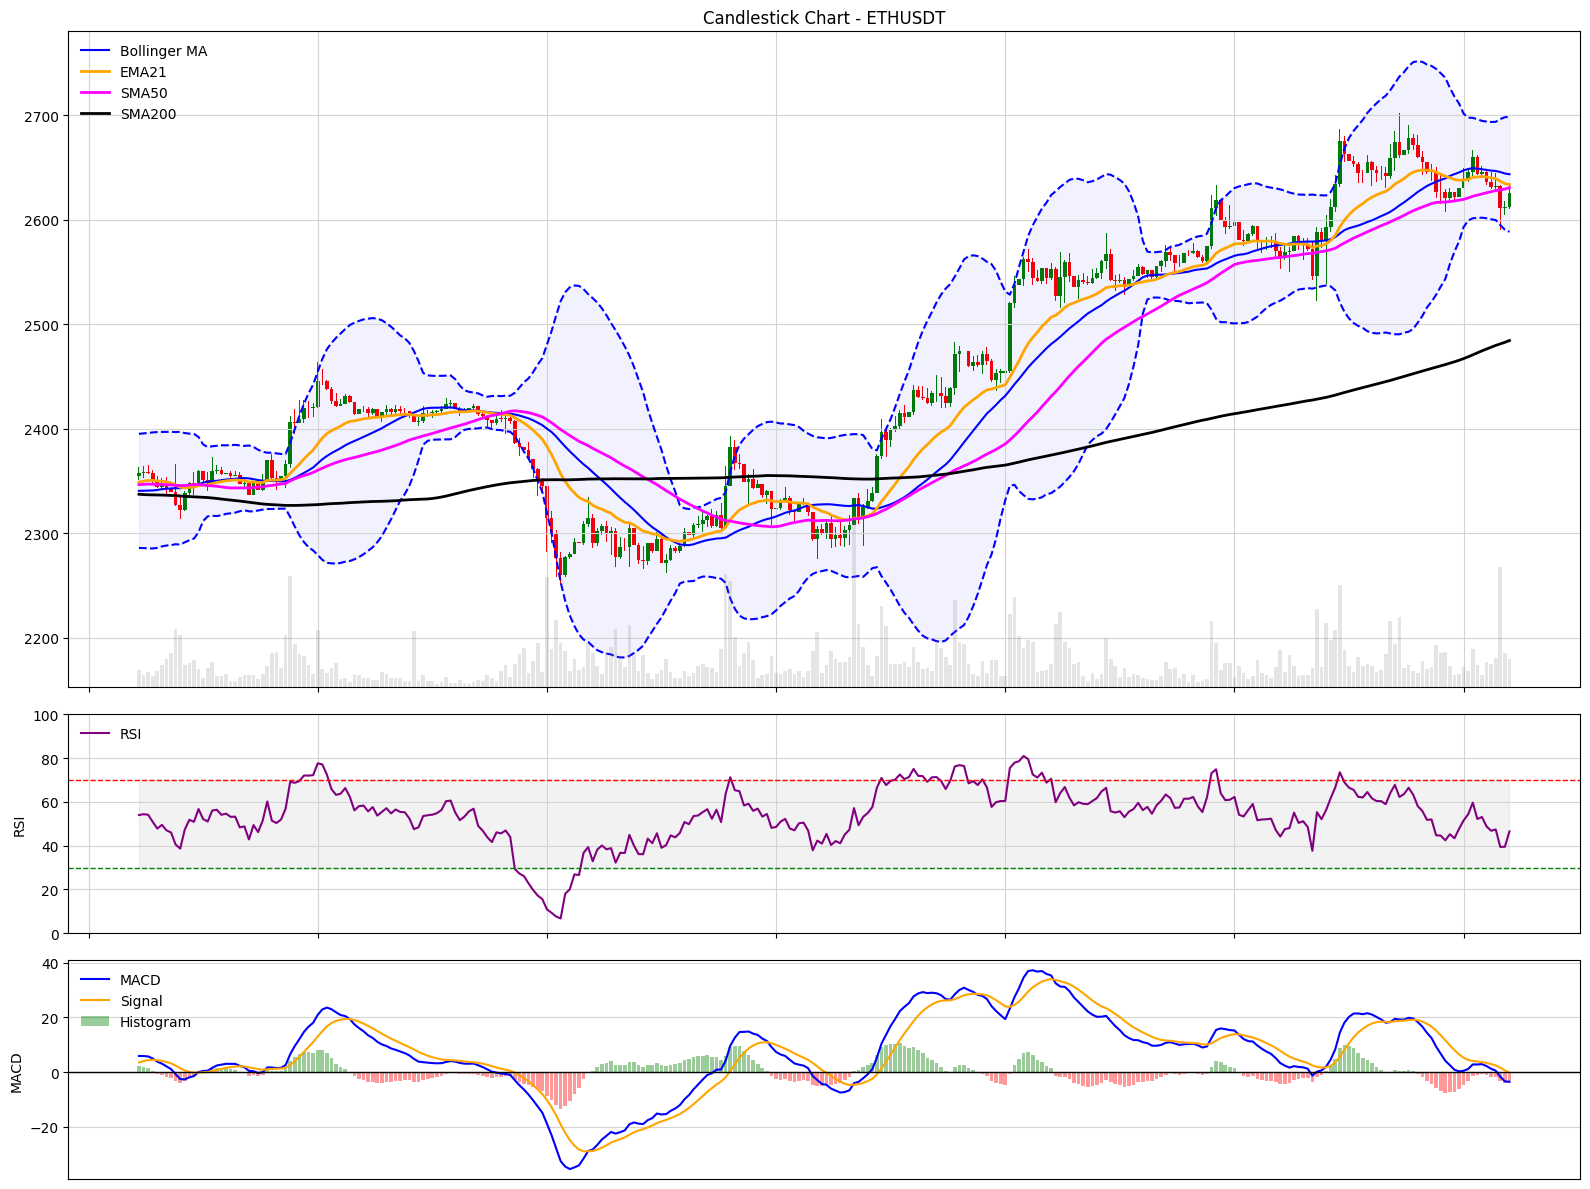 Candlestick Chart - ETHUSDT
Bollinger MA
EMA21
SMA50
SMA200
2700
2600
2500
2400
2300
2200
100
80
60
40
20
0
RSI
RSI
40
20
0
−20
MACD
MACD
Signal
Histogram